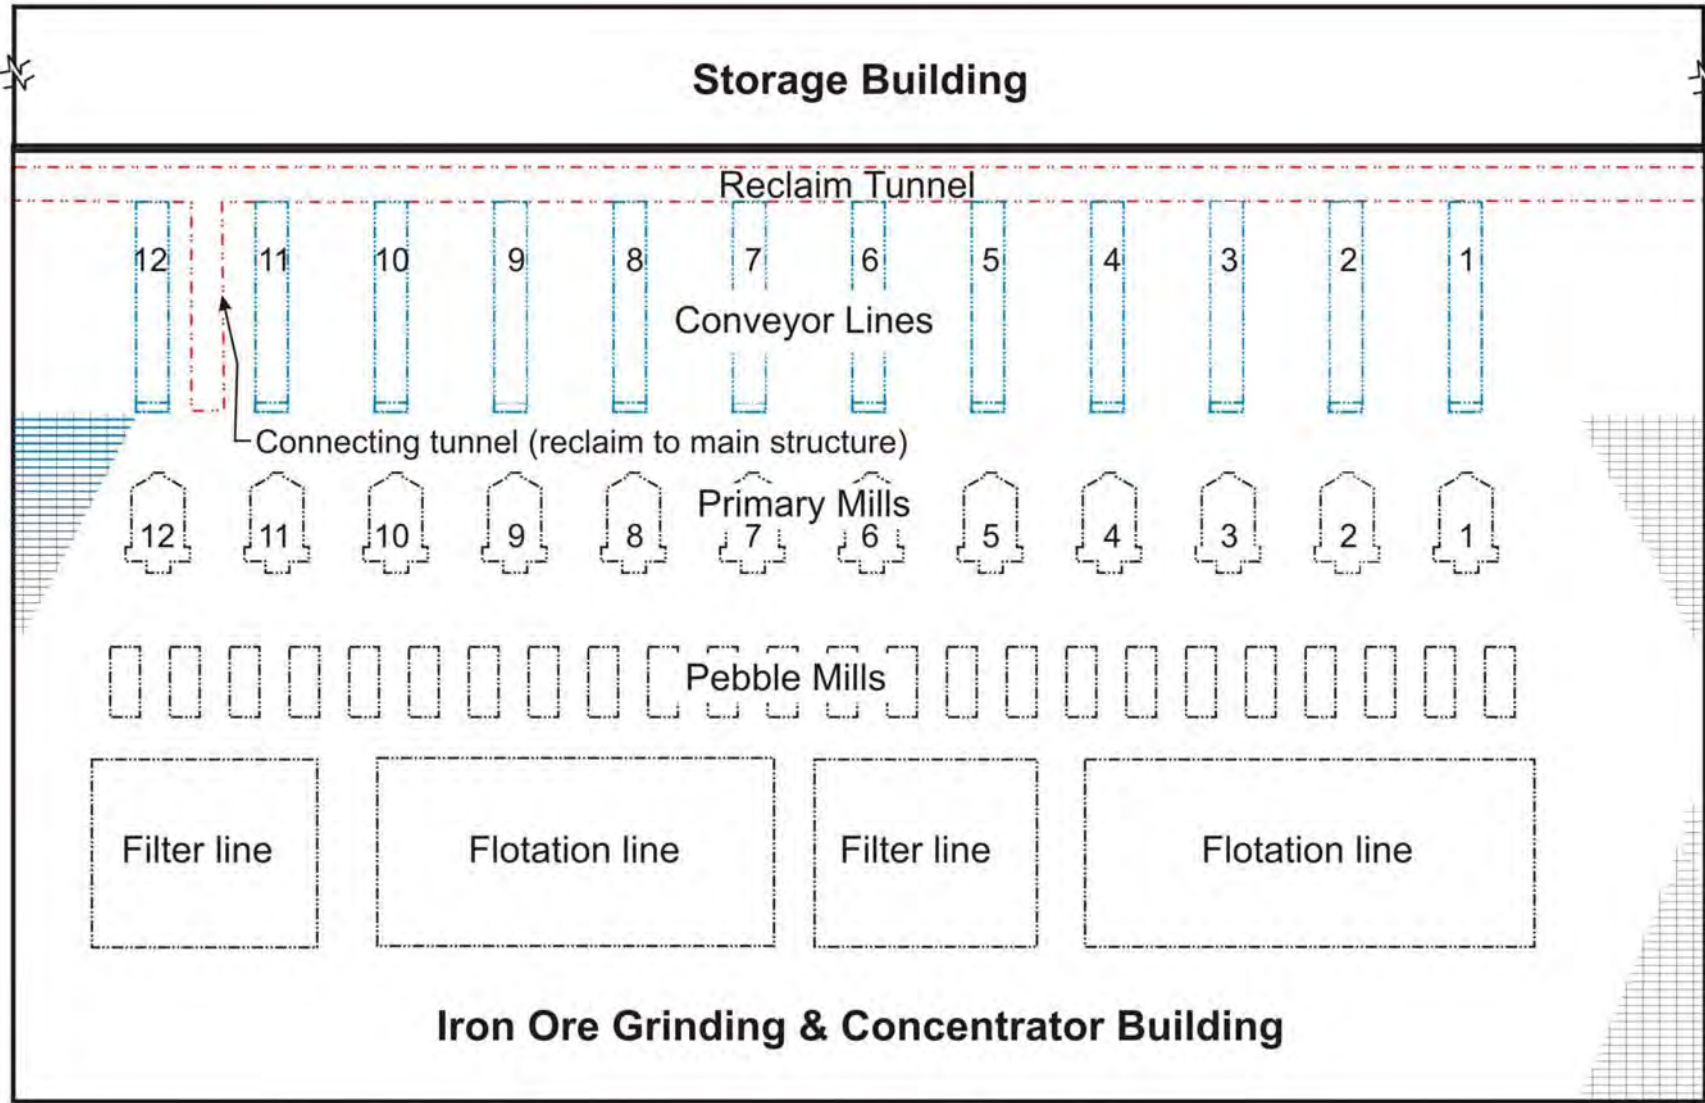 Storage Building
Reclaim Tunnel
12 11 10 9 8 7 6 5 4 3 2 1
Conveyor Lines
Connecting tunnel (reclaim to main structure)
Primary Mills
12 11 10 9 8 7 6 5 4 3 2 1
Pebble Mills
Filter line Flotation line Filter line Flotation line
Iron Ore Grinding & Concentrator Building